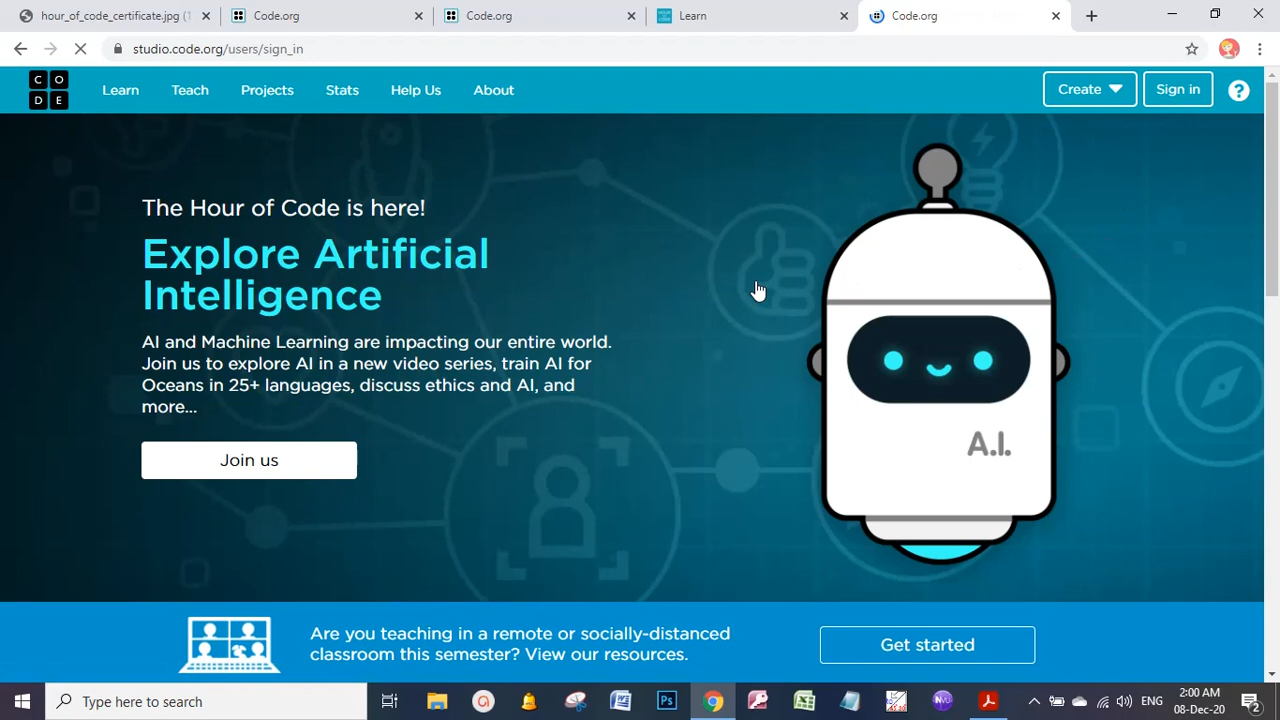 hour_of_code_certificate.jpg (1
Code.org
Code.org
Learn
Code.org
studio.code.org/users/sign_in
C O
D E
Learn
Teach
Projects
Stats
Help Us
About
Create
Sign in
?
The Hour of Code is here!
Explore Artificial
Intelligence
AI and Machine Learning are impacting our entire world.
Join us to explore AI in a new video series, train AI for
Oceans in 25+ languages, discuss ethics and AI, and
more...
Join us
A.I.
Are you teaching in a remote or socially-distanced
classroom this semester? View our resources.
Get started
Type here to search
ENG
2:00 AM
08-Dec-20
2